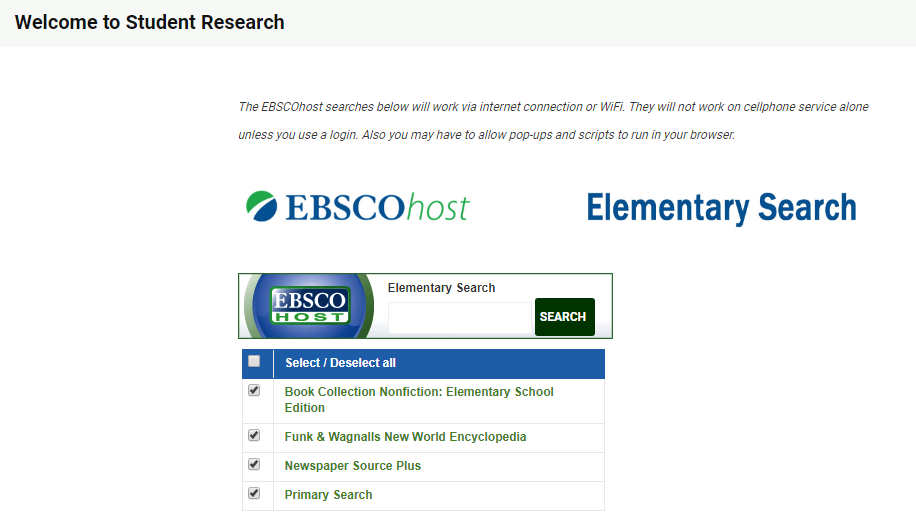 Welcome to Student Research
The EBSCOhost searches below will work via internet connection or WiFi. They will not work on cellphone service alone
unless you use a login. Also you may have to allow pop-ups and scripts to run in your browser.
EBSCOhost
Elementary Search
EBSCO
HOST
Elementary Search
SEARCH
Select / Deselect all
Book Collection Nonfiction: Elementary School
Edition
Funk & Wagnalls New World Encyclopedia
Newspaper Source Plus
Primary Search